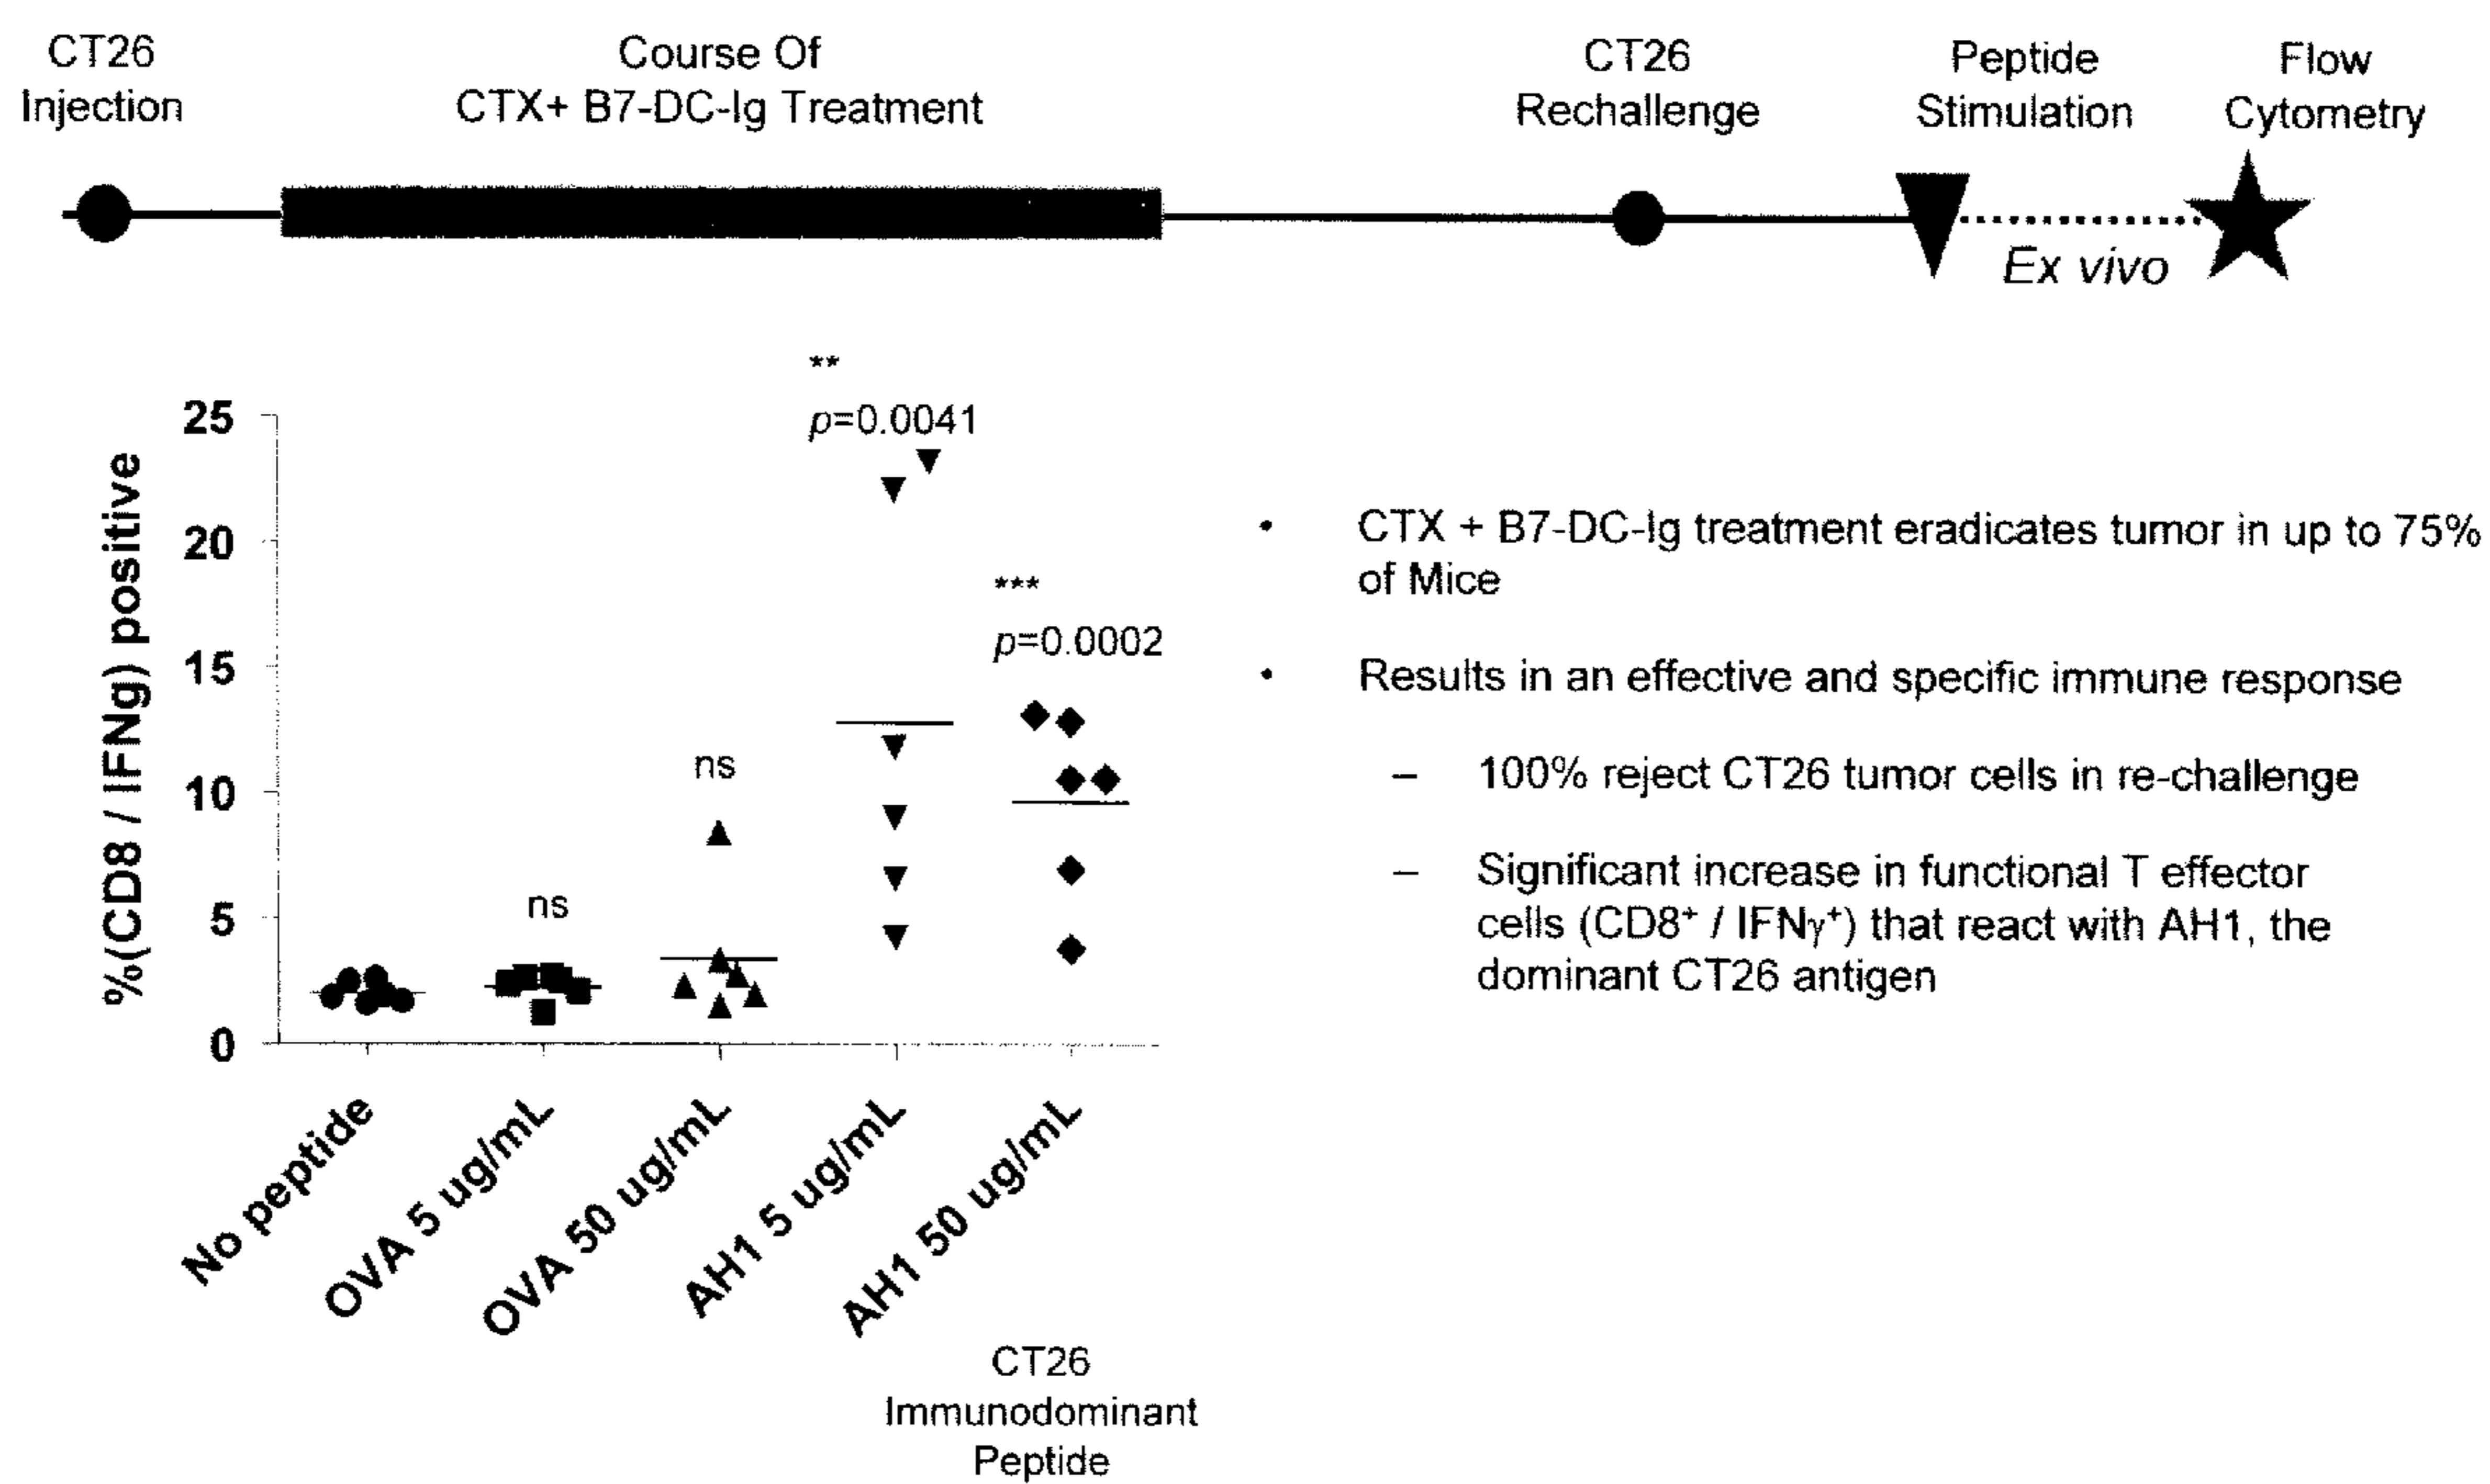 CT26
Injection
Course Of
CTX+ B7-DC-Ig Treatment
CT26
Rechallenge
Peptide
Stimulation
Flow
Cytometry
Ex vivo
%(CD8 / IFNg) positive
25
20
15
10
5
0
ns
ns
**
p=0.0041
***
p=0.0002
No peptide
OVA 5 ug/mL
OVA 50 ug/mL
AH1 5 ug/mL
AH1 50 ug/mL
CT26
Immunodominant
Peptide
• CTX + B7-DC-Ig treatment eradicates tumor in up to 75%
of Mice
• Results in an effective and specific immune response
– 100% reject CT26 tumor cells in re-challenge
– Significant increase in functional T effector
cells (CD8⁺ / IFNγ⁺) that react with AH1, the
dominant CT26 antigen